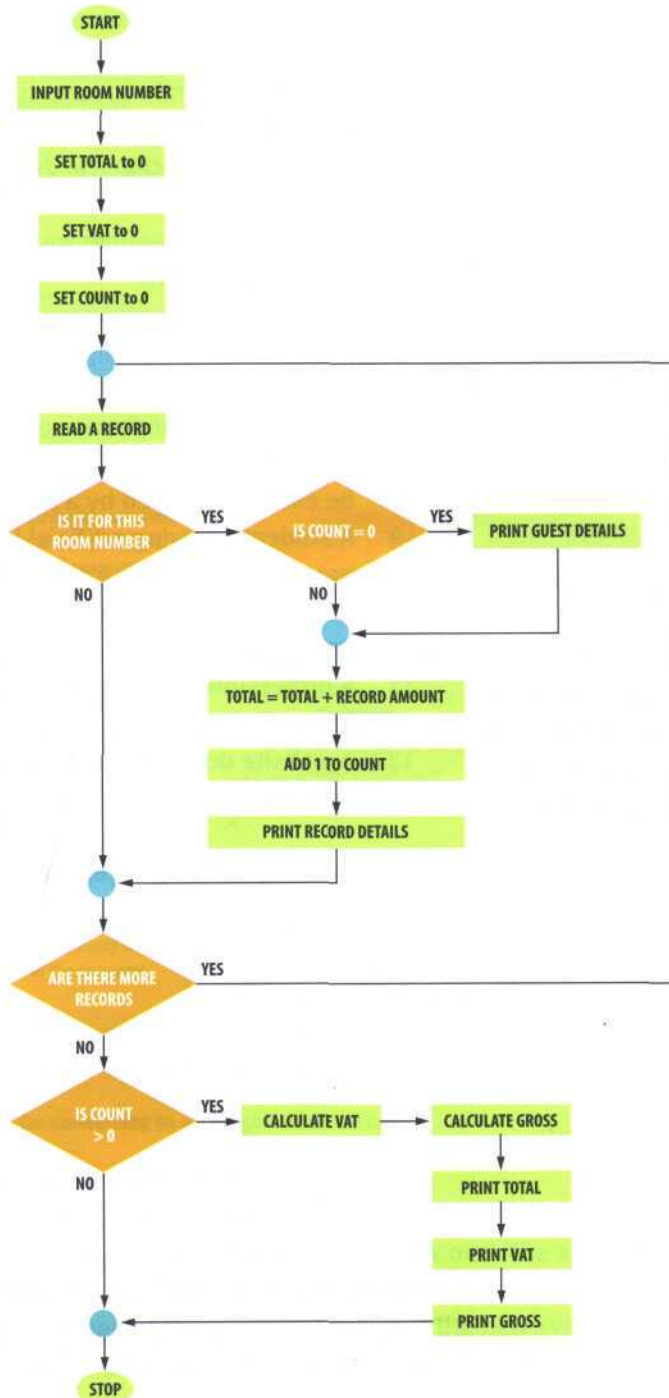 START
INPUT ROOM NUMBER
SET TOTAL to 0
SET VAT to 0
SET COUNT to 0
READ A RECORD
IS IT FOR THIS
ROOM NUMBER
YES
NO
IS COUNT = 0
YES
NO
PRINT GUEST DETAILS
TOTAL = TOTAL + RECORD AMOUNT
ADD 1 TO COUNT
PRINT RECORD DETAILS
ARE THERE MORE
RECORDS
YES
NO
IS COUNT
> 0
YES
NO
CALCULATE VAT
CALCULATE GROSS
PRINT TOTAL
PRINT VAT
PRINT GROSS
STOP